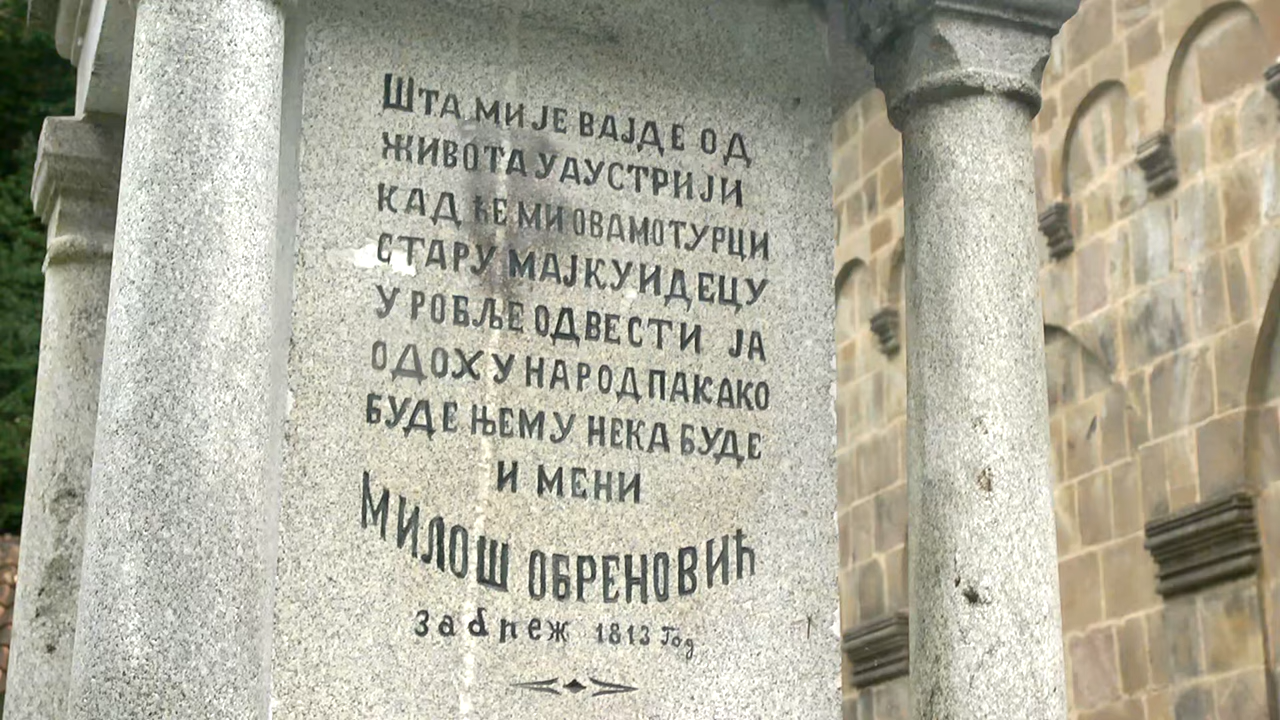 ШТА МИ ЈЕ ВАЈДЕ ОД
ЖИВОТА У АУСТРИЈИ
КАД ЋЕ МИ ОВАМО ТУРЦИ
СТАРУ МАЈКУ И ДЕЦУ
У РОБЉЕ ОДВЕСТИ ЈА
ОДОХ У НАРОД ПА КАКО
БУДЕ ЊЕМУ НЕКА БУДЕ
И МЕНИ
МИЛОШ ОБРЕНОВИЋ
Забреж 1813 Год